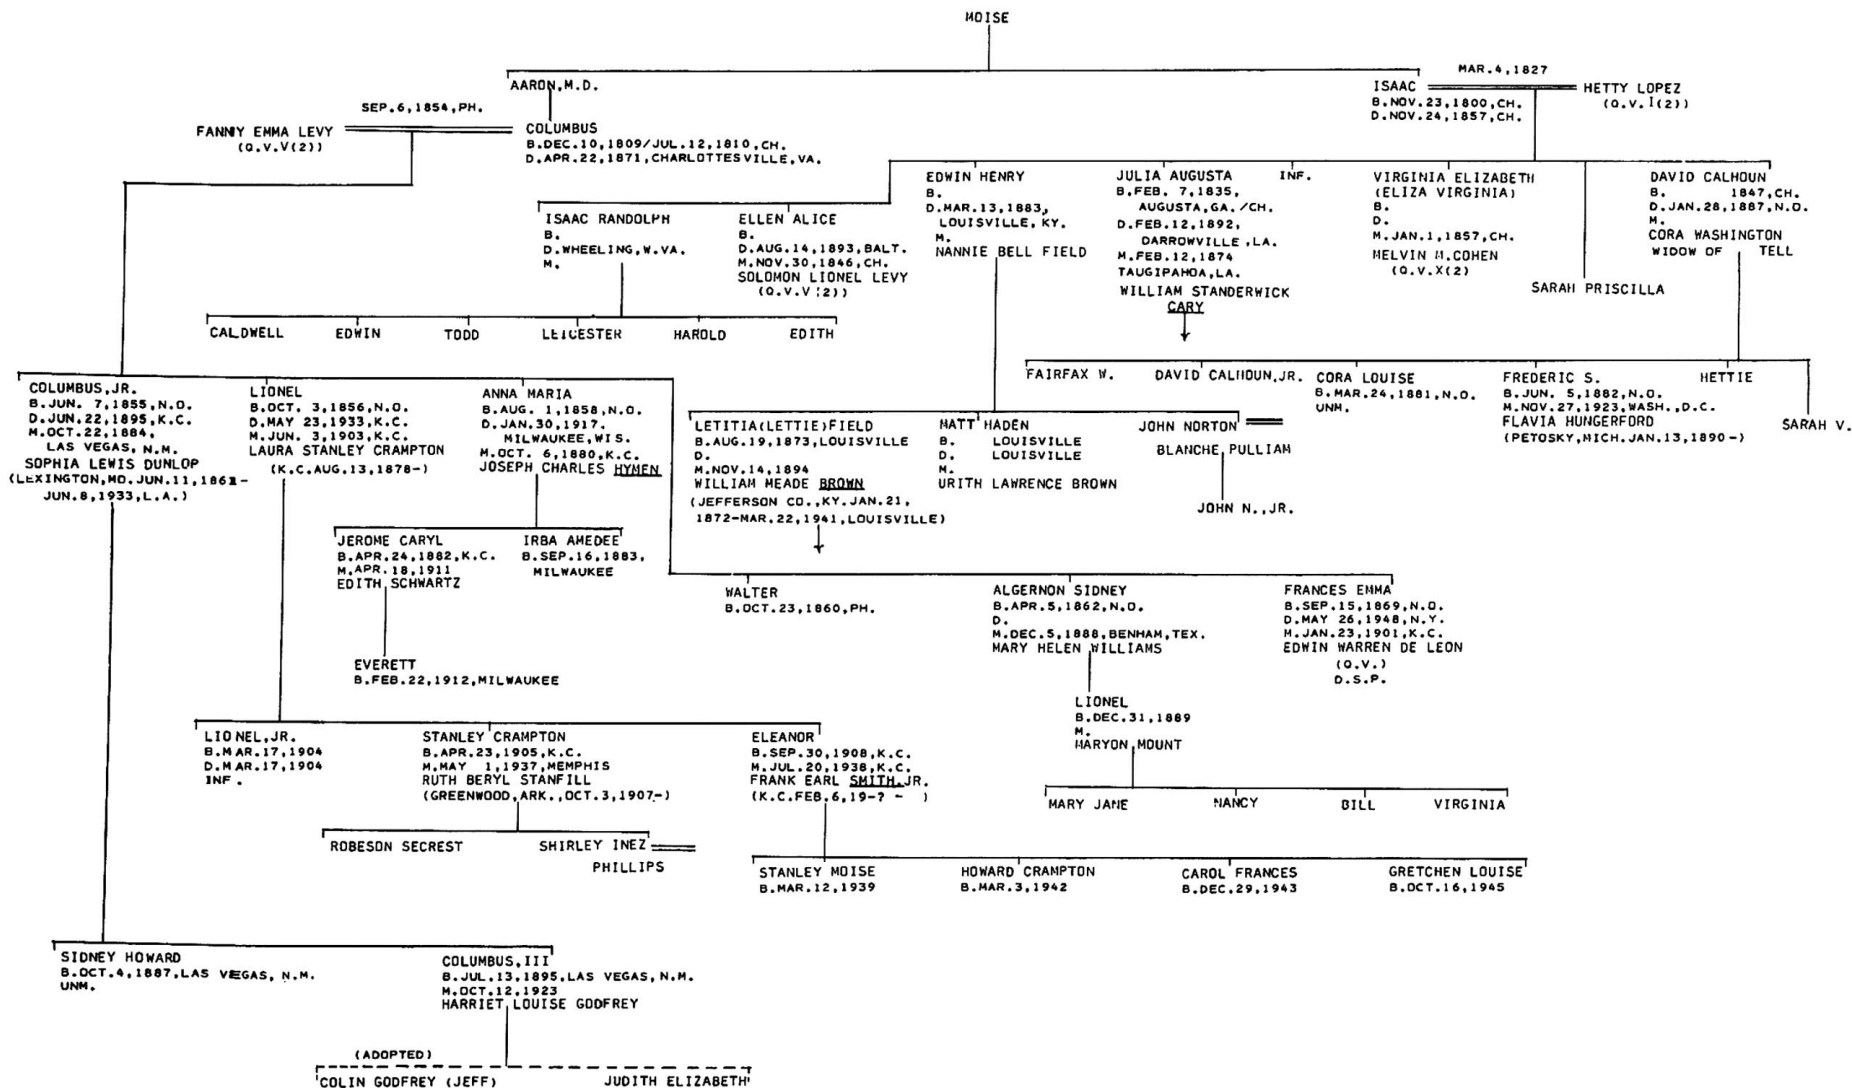 MOISE
AARON, M.D.
MAR.4,1827
ISAAC
B.NOV.23,1800,CH.
D.NOV.24,1857,CH.
HETTY LOPEZ
(Q.V.I(2))
SEP.6,1854,PH.
FANNY EMMA LEVY
(Q.V.V(2))
COLUMBUS
B.DEC.10,1809/JUL.12,1810,CH.
D.APR.22,1871,CHARLOTTESVILLE,VA.
ISAAC RANDOLPH
B.
D.WHEELING,W.VA.
M.
ELLEN ALICE
B.
D.AUG.14,1893,BALT.
M.NOV.30,1846,CH.
SOLOMON LIONEL LEVY
(Q.V.V(2))
EDWIN HENRY
B.
D.MAR.13,1883,
LOUISVILLE, KY.
M.
NANNIE BELL FIELD
JULIA AUGUSTA
B.FEB. 7,1835,
AUGUSTA,GA./CH.
D.FEB.12,1892,
DARROWVILLE,LA.
M.FEB.12,1874
TAUGIPAHOA,LA.
WILLIAM STANDERWICK
CARY
INF.
VIRGINIA ELIZABETH
(ELIZA VIRGINIA)
B.
D.
M.JAN.1,1857,CH.
MELVIN M.COHEN
(Q.V.X(2)
SARAH PRISCILLA
DAVID CALHOUN
B. 1847,CH.
D.JAN.28,1887,N.O.
M.
CORA WASHINGTON
WIDOW OF TELL
CALDWELL EDWIN TODD LEICESTER HAROLD EDITH
FAIRFAX W.
DAVID CALHOUN,JR.
CORA LOUISE
B.MAR.24,1881,N.O.
UNM.
FREDERIC S.
B.JUN. 5,1882,N.O.
M.NOV.27,1923,WASH.,D.C.
FLAVIA HUNGERFORD
(PETOSKY,MICH.JAN.13,1890-)
HETTIE
SARAH V.
COLUMBUS,JR.
B.JUN. 7,1855,N.O.
D.JUN.22,1895,K.C.
M.OCT.22,1884,
LAS VEGAS, N.M.
SOPHIA LEWIS DUNLOP
(LEXINGTON,MO.JUN.11,1861-
JUN.8,1933,L.A.)
LIONEL
B.OCT. 3,1856,N.O.
D.MAY 23,1933,K.C.
M.JUN. 3,1903,K.C.
LAURA STANLEY CRAMPTON
(K.C.AUG.13,1878-)
ANNA MARIA
B.AUG. 1,1858,N.O.
D.JAN.30,1917.
MILWAUKEE,WIS.
M.OCT. 6,1880,K.C.
JOSEPH CHARLES HYMEN
LETITIA(LETTIE)FIELD
B.AUG.19,1873,LOUISVILLE
D.
M.NOV.14,1894
WILLIAM MEADE BROWN
(JEFFERSON CO.,KY.JAN.21,
1872-MAR.22,1941,LOUISVILLE)
MATT HADEN
B. LOUISVILLE
D. LOUISVILLE
M.
URITH LAWRENCE BROWN
JOHN NORTON
BLANCHE PULLIAM
JOHN N.,JR.
JEROME CARYL
B.APR.24,1882,K.C.
M.APR.18,1911
EDITH SCHWARTZ
IRBA AMEDEE
B.SEP.16,1883,
MILWAUKEE
EVERETT
B.FEB.22,1912,MILWAUKEE
WALTER
B.OCT.23,1860,PH.
ALGERNON SIDNEY
B.APR.5,1862,N.O.
D.
M.DEC.5,1888,BENHAM,TEX.
MARY HELEN WILLIAMS
FRANCES EMMA
B.SEP.15,1869,N.O.
D.MAY 26,1948,N.Y.
M.JAN.23,1901,K.C.
EDWIN WARREN DE LEON
(Q.V.)
D.S.P.
LIONEL
B.DEC.31,1889
M.
MARYON MOUNT
LIONEL,JR.
B.MAR.17,1904
D.MAR.17,1904
INF.
STANLEY CRAMPTON
B.APR.23,1905,K.C.
M.MAY 1,1937,MEMPHIS
RUTH BERYL STANFILL
(GREENWOOD,ARK.,OCT.3,1907-)
ELEANOR
B.SEP.30,1908,K.C.
M.JUL.20,1938,K.C.
FRANK EARL SMITH,JR.
(K.C.FEB.6,19-? - )
MARY JANE NANCY BILL VIRGINIA
ROBESON SECREST
SHIRLEY INEZ
PHILLIPS
STANLEY MOISE
B.MAR.12,1939
HOWARD CRAMPTON
B.MAR.3,1942
CAROL FRANCES
B.DEC.29,1943
GRETCHEN LOUISE
B.OCT.16,1945
SIDNEY HOWARD
B.OCT.4,1887,LAS VEGAS, N.M.
UNM.
COLUMBUS,III
B.JUL.13,1895,LAS VEGAS,N.M.
M.OCT.12,1923
HARRIET LOUISE GODFREY
(ADOPTED)
COLIN GODFREY (JEFF)
JUDITH ELIZABETH